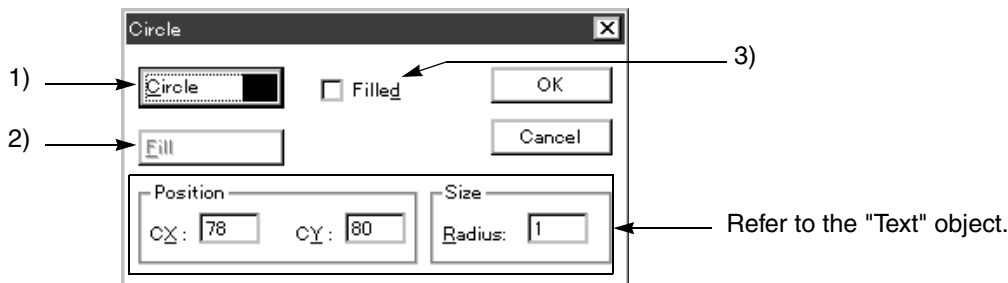 Circle
1)
Circle
Filled
3)
OK
2)
Fill
Cancel
Position
Size
CX : 78
CY : 80
Radius: 1
Refer to the "Text" object.